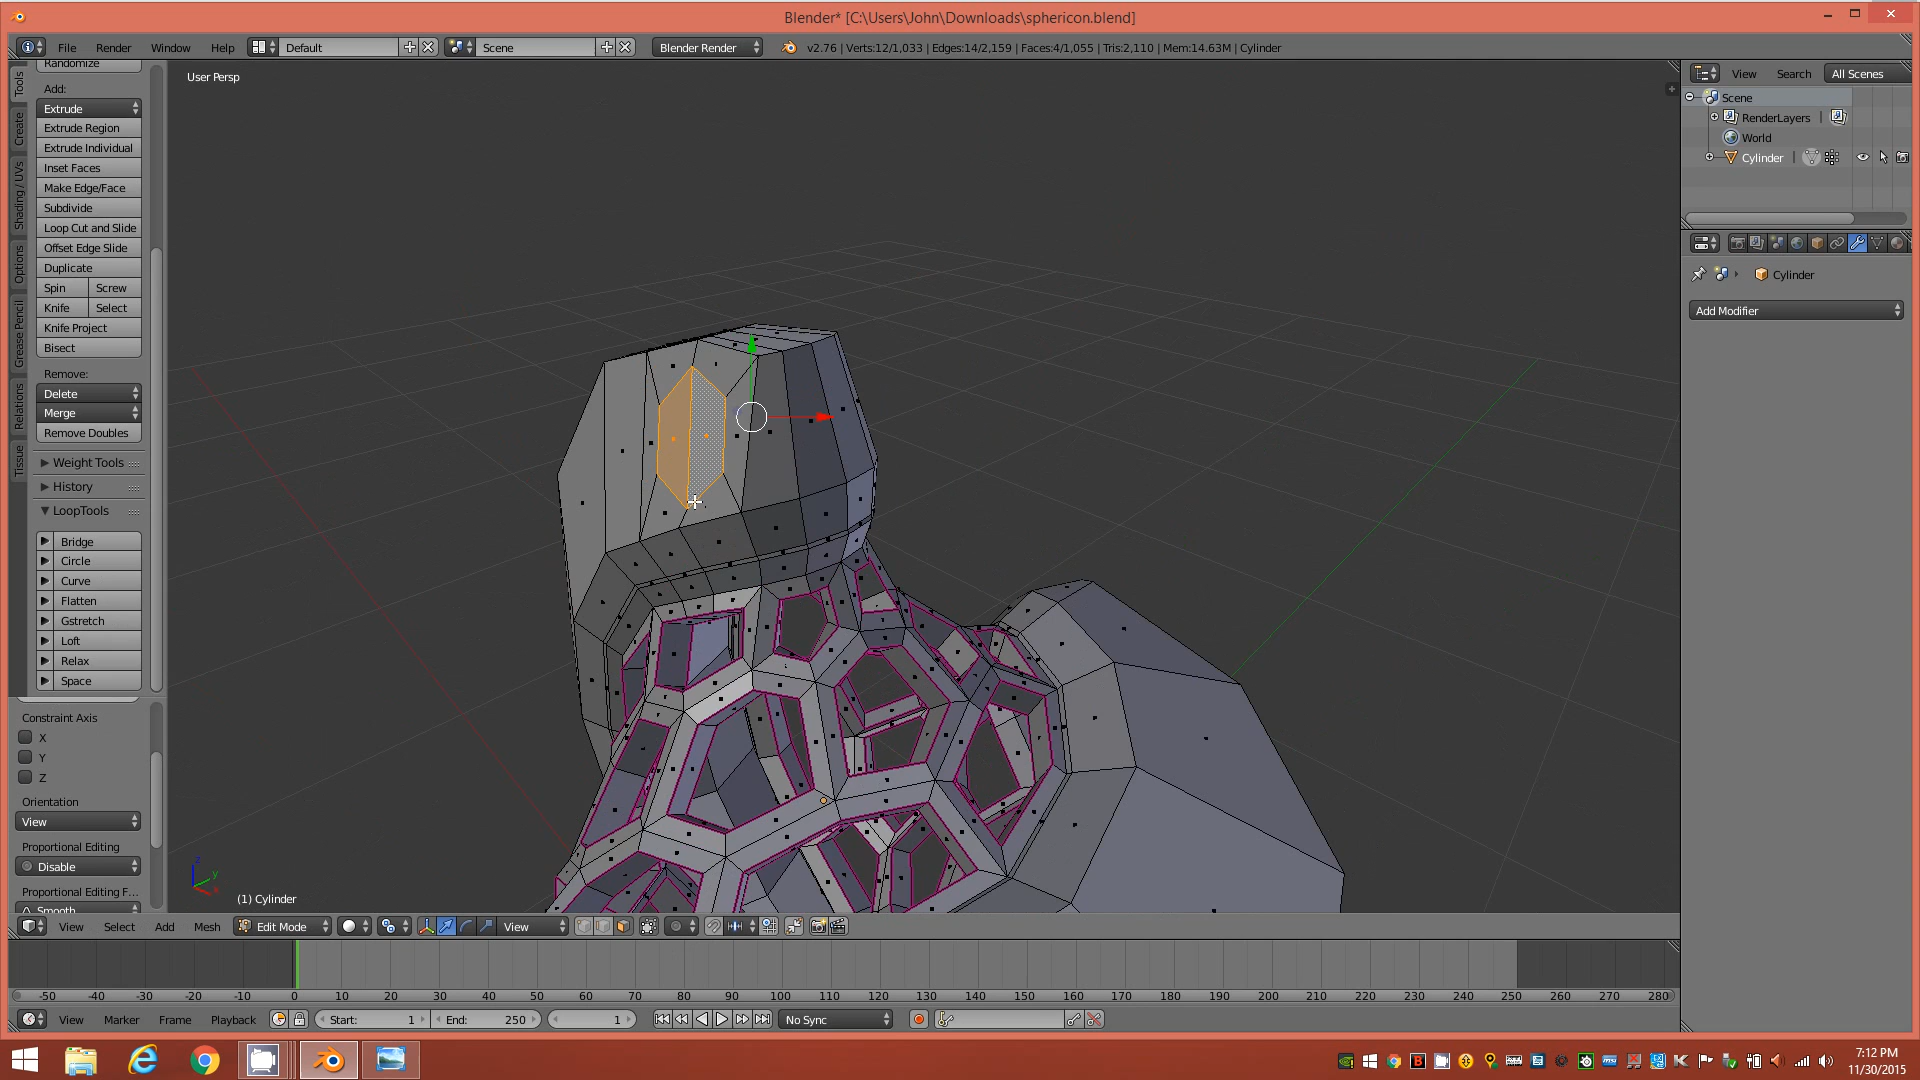 Blender* [C:\Users\John\Downloads\sphericon.blend]
File Render Window Help Default Scene Blender Render v2.76 | Verts:12/1,033 | Edges:14/2,159 | Faces:4/1,055 | Tris:2,110 | Mem:14.63M | Cylinder
Tools
Create
Shading / UVs
Options
Grease Pencil
Relations
Tissue
Randomize
Add:
Extrude
Extrude Region
Extrude Individual
Inset Faces
Make Edge/Face
Subdivide
Loop Cut and Slide
Offset Edge Slide
Duplicate
Spin Screw
Knife Select
Knife Project
Bisect
Remove:
Delete
Merge
Remove Doubles
Weight Tools
History
LoopTools
Bridge
Circle
Curve
Flatten
Gstretch
Loft
Relax
Space
Constraint Axis
X
Y
Z
Orientation
View
Proportional Editing
Disable
Proportional Editing F...
Smooth
User Persp
z
y
x
(1) Cylinder
View Search All Scenes
Scene
RenderLayers |
World
Cylinder |
Cylinder
Add Modifier
View Select Add Mesh Edit Mode View
-50 -40 -30 -20 -10 0 10 20 30 40 50 60 70 80 90 100 110 120 130 140 150 160 170 180 190 200 210 220 230 240 250 260 270 280
View Marker Frame Playback Start: 1 End: 250 1 No Sync
7:12 PM
11/30/2015